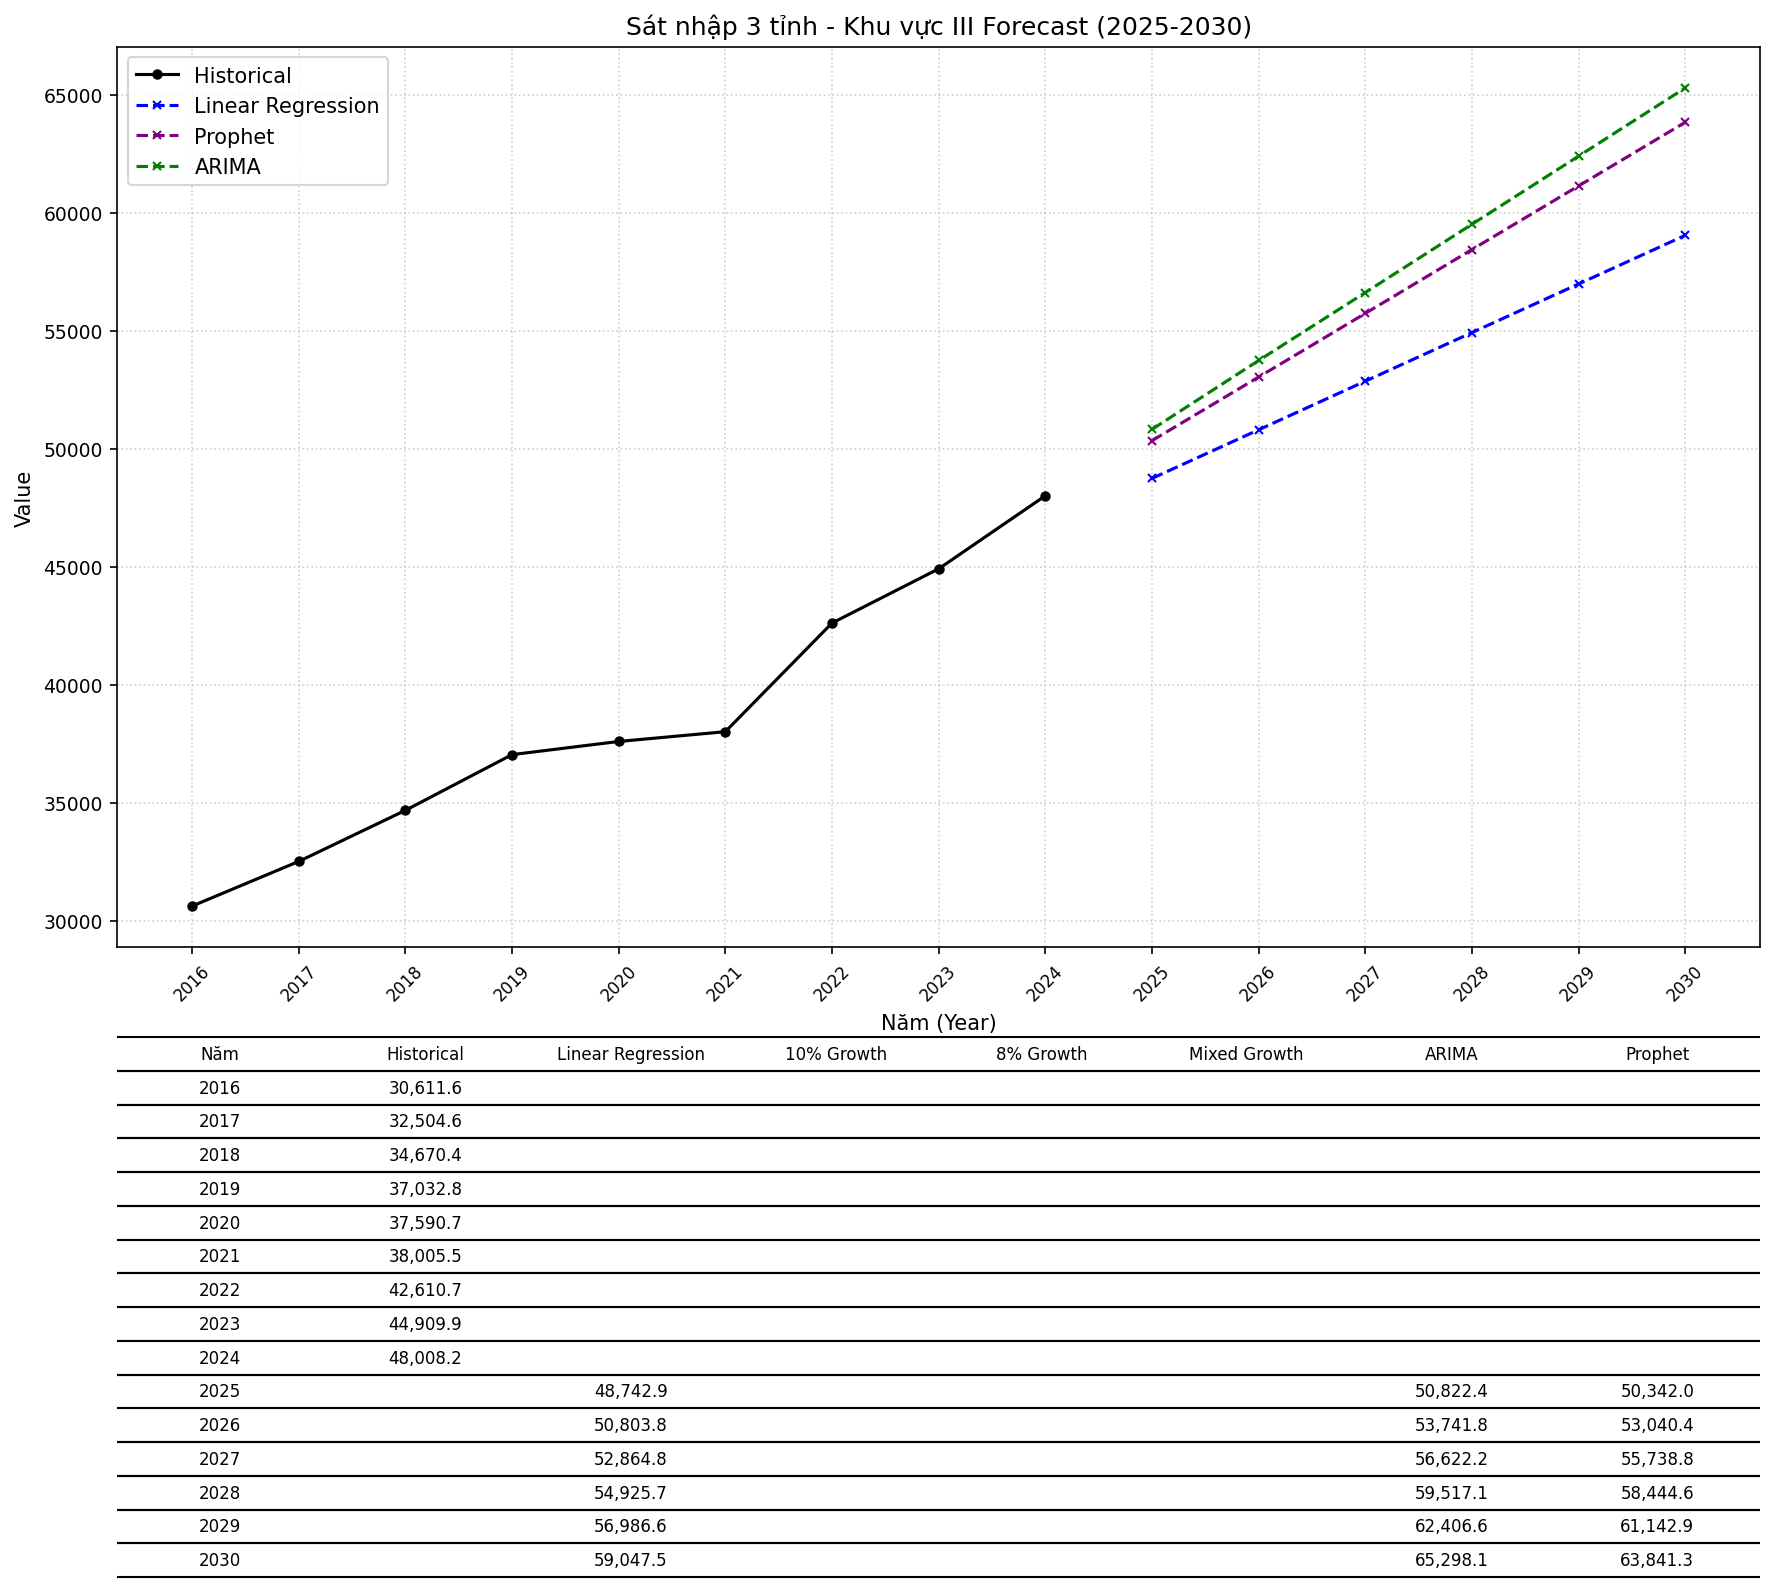 Sát nhập 3 tỉnh - Khu vực III Forecast (2025-2030)
Historical
Linear Regression
Prophet
ARIMA
65000
60000
55000
50000
45000
40000
35000
30000
Value
2016 2017 2018 2019 2020 2021 2022 2023 2024 2025 2026 2027 2028 2029 2030
Năm (Year)
Năm Historical Linear Regression 10% Growth 8% Growth Mixed Growth ARIMA Prophet
2016 30,611.6
2017 32,504.6
2018 34,670.4
2019 37,032.8
2020 37,590.7
2021 38,005.5
2022 42,610.7
2023 44,909.9
2024 48,008.2
2025 48,742.9 50,822.4 50,342.0
2026 50,803.8 53,741.8 53,040.4
2027 52,864.8 56,622.2 55,738.8
2028 54,925.7 59,517.1 58,444.6
2029 56,986.6 62,406.6 61,142.9
2030 59,047.5 65,298.1 63,841.3